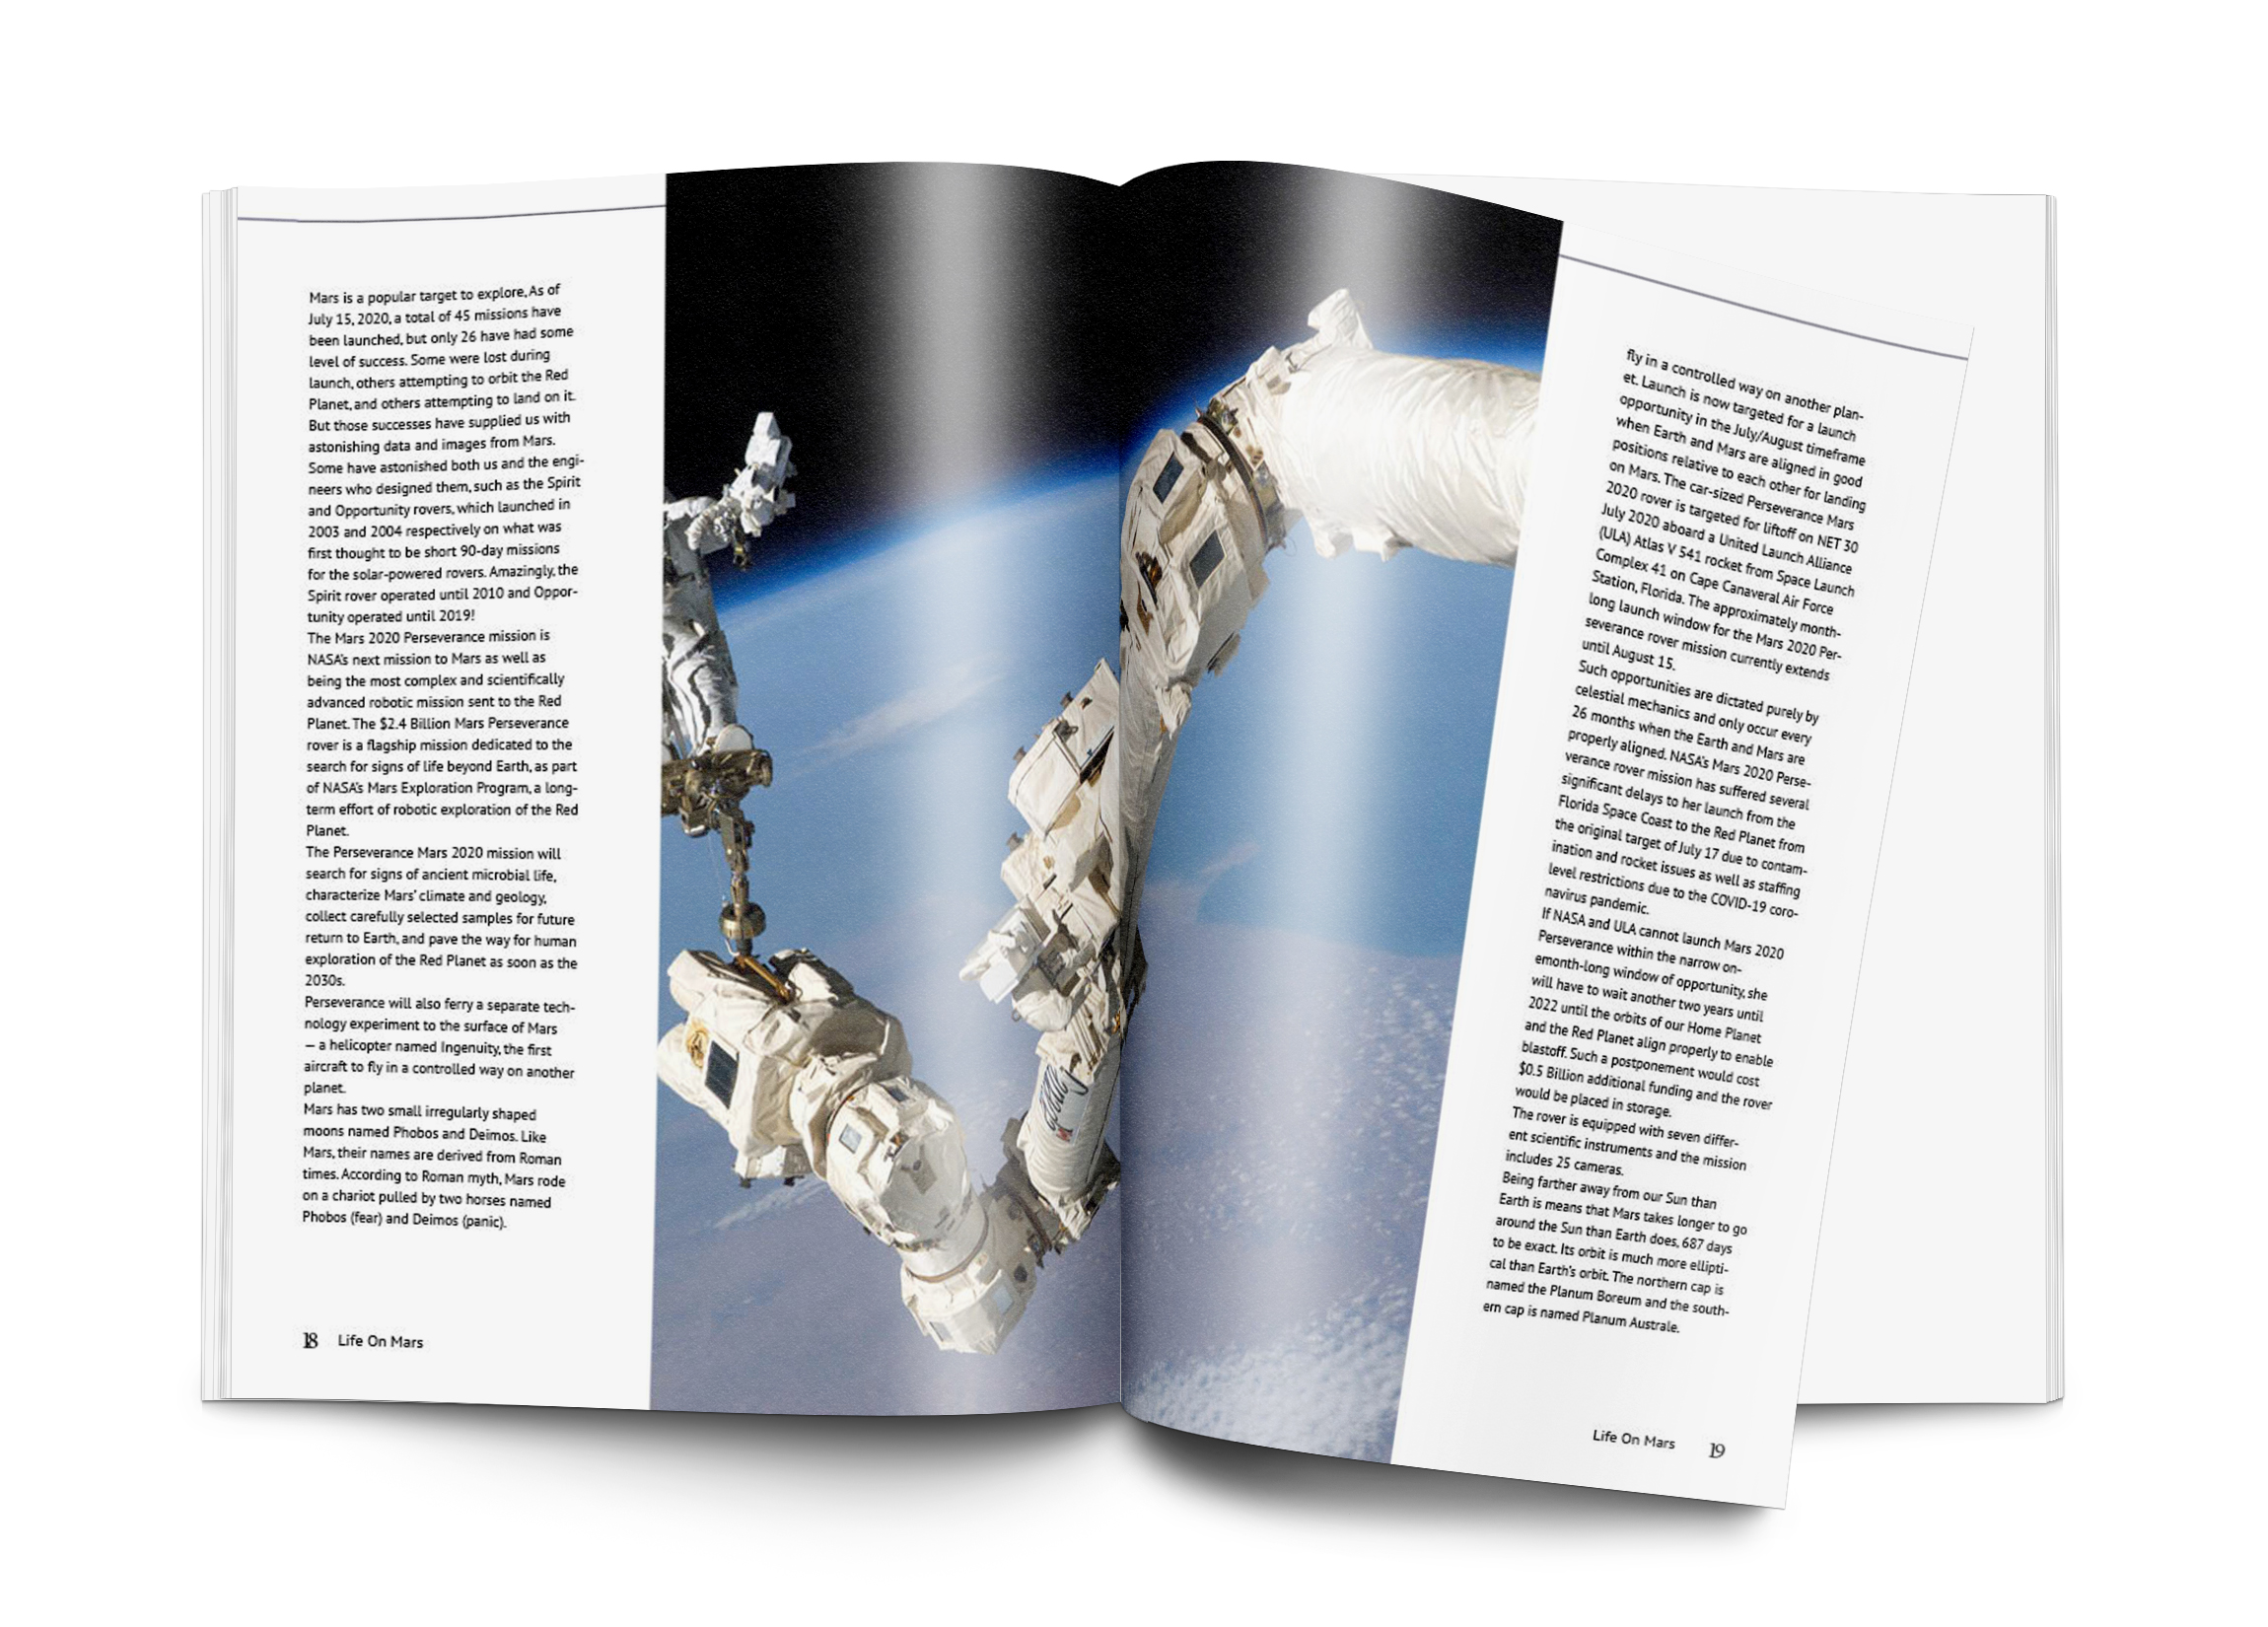 Mars is a popular target to explore. As of
July 15, 2020, a total of 45 missions have
been launched, but only 26 have had some
level of success. Some were lost during
launch, others attempting to orbit the Red
Planet, and others attempting to land on it.
But those successes have supplied us with
astonishing data and images from Mars.
Some have astonished both us and the engi-
neers who designed them, such as the Spirit
and Opportunity rovers, which launched in
2003 and 2004 respectively on what was
first thought to be short 90-day missions
for the solar-powered rovers. Amazingly, the
Spirit rover operated until 2010 and Oppor-
tunity operated until 2019!
The Mars 2020 Perseverance mission is
NASA's next mission to Mars as well as
being the most complex and scientifically
advanced robotic mission sent to the Red
Planet. The $2.4 Billion Mars Perseverance
rover is a flagship mission dedicated to the
search for signs of life beyond Earth, as part
of NASA's Mars Exploration Program, a long-
term effort of robotic exploration of the Red
Planet.
The Perseverance Mars 2020 mission will
search for signs of ancient microbial life,
characterize Mars' climate and geology,
collect carefully selected samples for future
return to Earth, and pave the way for human
exploration of the Red Planet as soon as the
2030s.
Perseverance will also ferry a separate tech-
nology experiment to the surface of Mars
— a helicopter named Ingenuity, the first
aircraft to fly in a controlled way on another
planet.
Mars has two small irregularly shaped
moons named Phobos and Deimos. Like
Mars, their names are derived from Roman
times. According to Roman myth, Mars rode
on a chariot pulled by two horses named
Phobos (fear) and Deimos (panic).
18 Life On Mars
fly in a controlled way on another plan-
et. Launch is now targeted for a launch
opportunity in the July/August timeframe
when Earth and Mars are aligned in good
positions relative to each other for landing
on Mars. The car-sized Perseverance Mars
2020 rover is targeted for liftoff on NET 30
July 2020 aboard a United Launch Alliance
(ULA) Atlas V 541 rocket from Space Launch
Complex 41 on Cape Canaveral Air Force
Station, Florida. The approximately month-
long launch window for the Mars 2020 Per-
severance rover mission currently extends
until August 15.
Such opportunities are dictated purely by
celestial mechanics and only occur every
26 months when the Earth and Mars are
properly aligned. NASA's Mars 2020 Perse-
verance rover mission has suffered several
significant delays to her launch from the
Florida Space Coast to the Red Planet from
the original target of July 17 due to contam-
ination and rocket issues as well as staffing
level restrictions due to the COVID-19 coro-
navirus pandemic.
If NASA and ULA cannot launch Mars 2020
Perseverance within the narrow on-
emonth-long window of opportunity, she
will have to wait another two years until
2022 until the orbits of our Home Planet
and the Red Planet align properly to enable
blastoff. Such a postponement would cost
$0.5 Billion additional funding and the rover
would be placed in storage.
The rover is equipped with seven differ-
ent scientific instruments and the mission
includes 25 cameras.
Being farther away from our Sun than
Earth is means that Mars takes longer to go
around the Sun than Earth does, 687 days
to be exact. Its orbit is much more ellipti-
cal than Earth's orbit. The northern cap is
named the Planum Boreum and the south-
ern cap is named Planum Australe.
Life On Mars 19